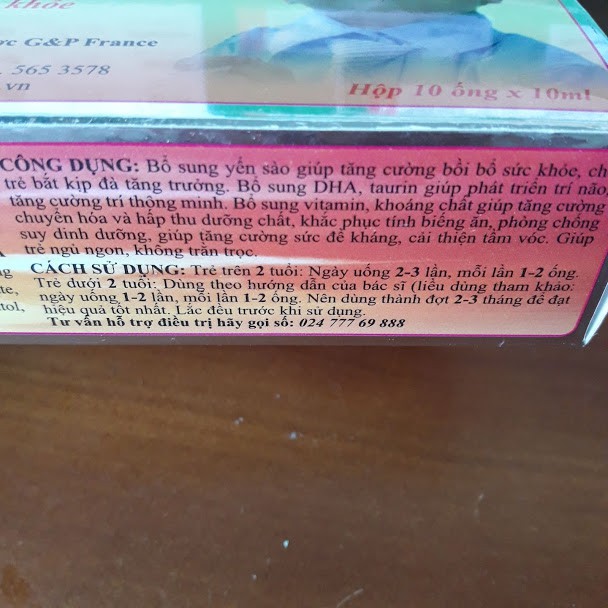 khỏe
ợc G&P France
. 565 3578
vn
Hộp 10 ống x 10ml
CÔNG DỤNG: Bổ sung yến sào giúp tăng cường bồi bổ sức khỏe, ch
trẻ bắt kịp đà tăng trưởng. Bổ sung DHA, taurin giúp phát triển trí não,
tăng cường trí thông minh. Bổ sung vitamin, khoáng chất giúp tăng cường
chuyển hóa và hấp thu dưỡng chất, khắc phục tính biếng ăn, phòng chống
suy dinh dưỡng, giúp tăng cường sức đề kháng, cải thiện tầm vóc. Giúp
trẻ ngủ ngon, không trằn trọc.
ng CÁCH SỬ DỤNG: Trẻ trên 2 tuổi: Ngày uống 2-3 lần, mỗi lần 1-2 ống.
te, Trẻ dưới 2 tuổi: Dùng theo hướng dẫn của bác sĩ (liều dùng tham khảo:
ngày uống 1-2 lần, mỗi lần 1-2 ống. Nên dùng thành đợt 2-3 tháng để đạt
tol, hiệu quả tốt nhất. Lắc đều trước khi sử dụng.
Tư vấn hỗ trợ điều trị hãy gọi số: 024 777 69 888